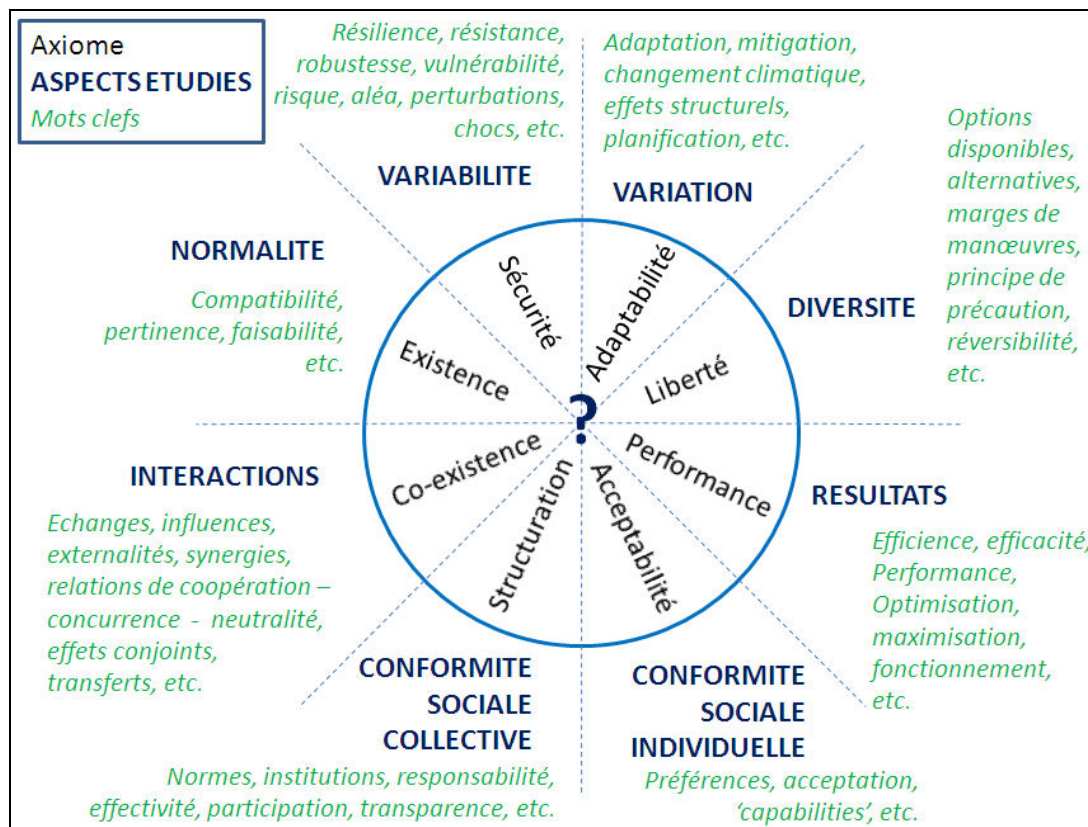 Axiome
ASPECTS ETUDIES
Mots clefs
Résilience, résistance,
robustesse, vulnérabilité,
risque, aléa, perturbations,
chocs, etc.
VARIABILITE
Adaptation, mitigation,
changement climatique,
effets structurels,
planification, etc.
VARIATION
Options
disponibles,
alternatives,
marges de
manœuvres,
principe de
précaution,
réversibilité,
etc.
DIVERSITE
NORMALITE
Compatibilité,
pertinence, faisabilité,
etc.
Sécurité
Adaptabilité
Existence
Liberté
?
Co-existence
Performance
Structuration
Acceptabilité
INTERACTIONS
Echanges, influences,
externalités, synergies,
relations de coopération –
concurrence - neutralité,
effets conjoints,
transferts, etc.
RESULTATS
Efficience, efficacité,
Performance,
Optimisation,
maximisation,
fonctionnement,
etc.
CONFORMITE
SOCIALE
COLLECTIVE
Normes, institutions, responsabilité,
effectivité, participation, transparence, etc.
CONFORMITE
SOCIALE
INDIVIDUELLE
Préférences, acceptation,
‘capabilities’, etc.